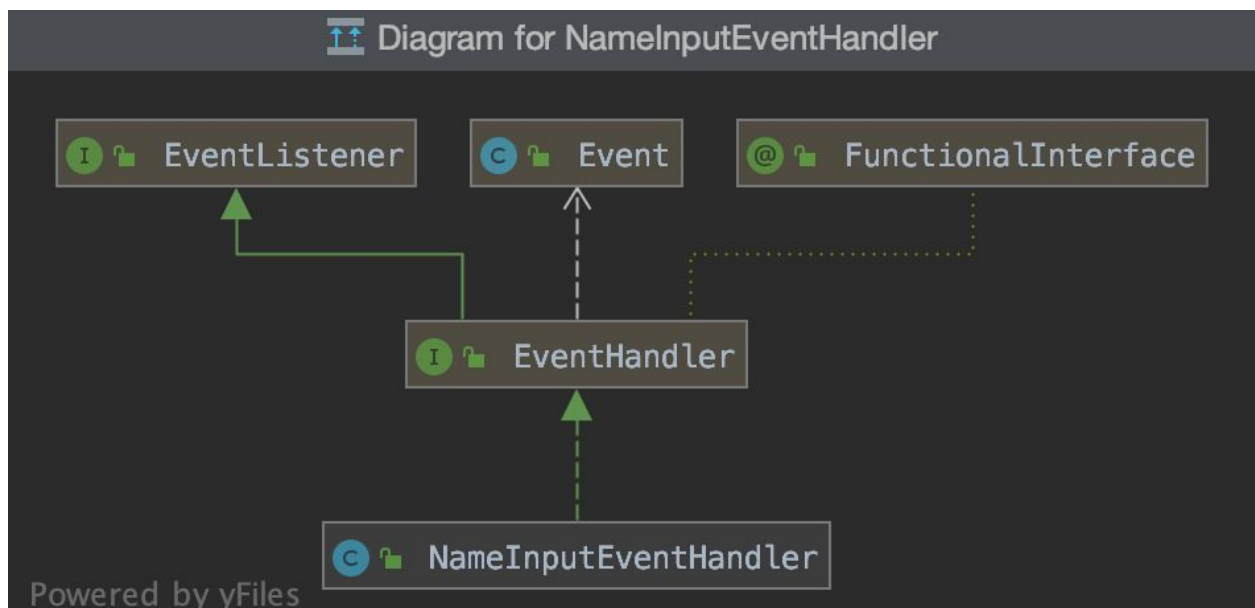 Diagram for NameInputEventHandler
I EventListener
C Event
@ FunctionalInterface
I EventHandler
C NameInputEventHandler
Powered by yFiles